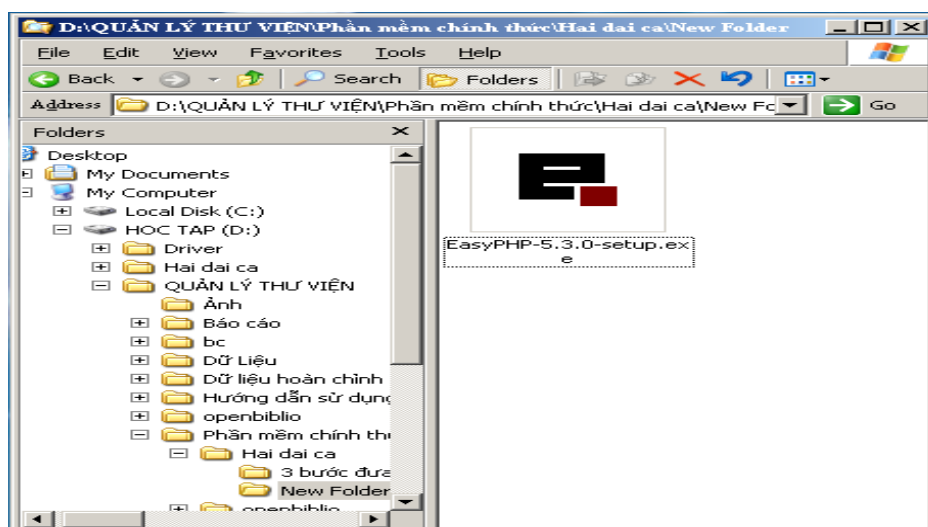 D:\QUẢN LÝ THƯ VIỆN\Phần mềm chính thức\Hai dai ca\New Folder
File Edit View Favorites Tools Help
Back Search Folders
Address D:\QUẢN LÝ THƯ VIỆN\Phần mềm chính thức\Hai dai ca\New Fc Go
Folders
Desktop
My Documents
My Computer
Local Disk (C:)
HOC TAP (D:)
Driver
Hai dai ca
QUẢN LÝ THƯ VIỆN
Ảnh
Báo cáo
bc
Dữ Liệu
Dữ liệu hoàn chỉnh
Hướng dẫn sử dụng
openbiblio
Phần mềm chính thứ
Hai dai ca
3 bước đưa
New Folder
openbiblio
EasyPHP-5.3.0-setup.ex
e